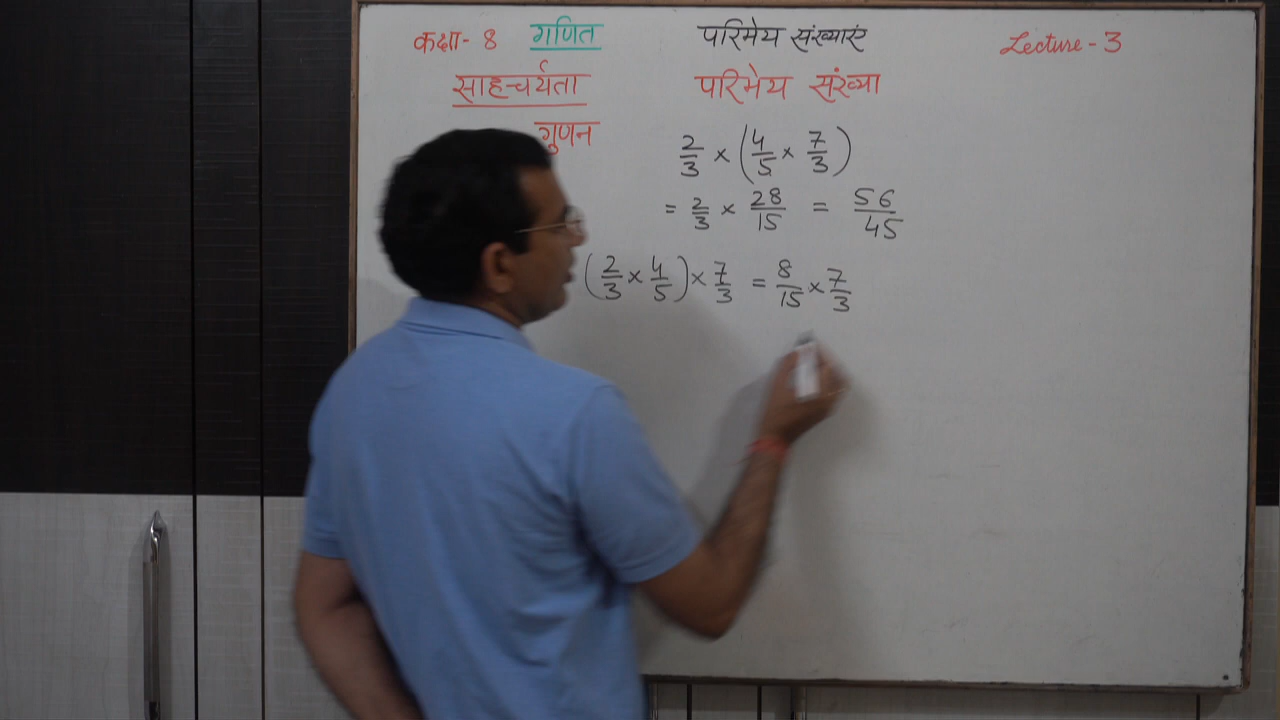 कक्षा- 8 गणित परिमेय संख्याएं Lecture - 3
साहचर्यता परिमेय संख्या
गुणन
2/3 × (4/5 × 7/3)
= 2/3 × 28/15 = 56/45
(2/3 × 4/5) × 7/3 = 8/15 × 7/3